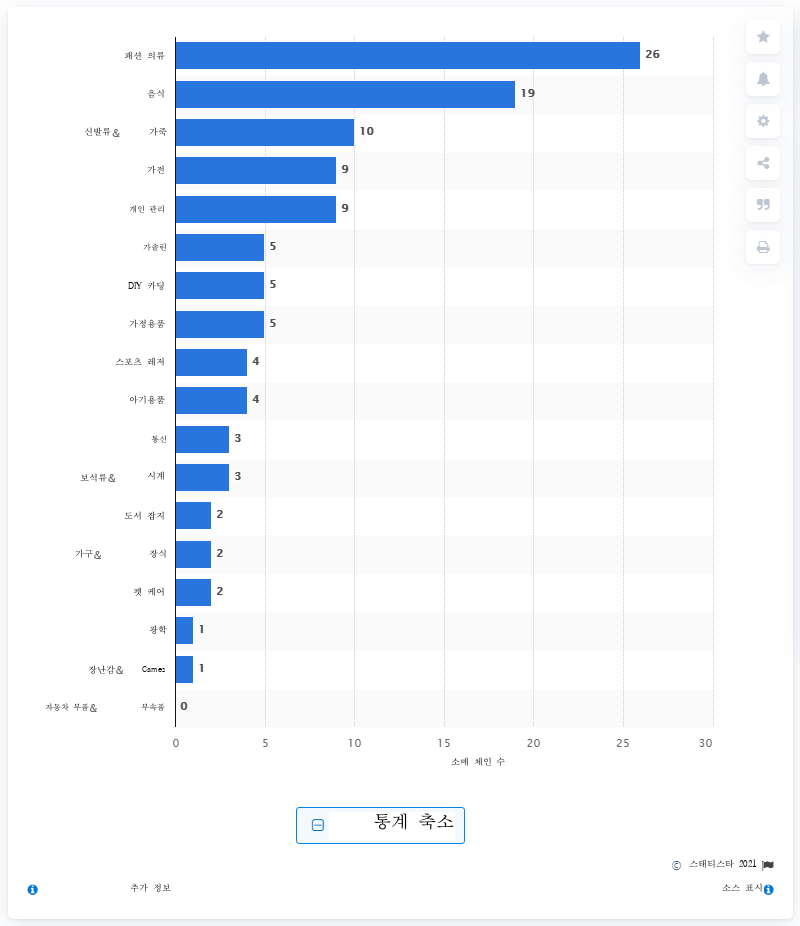 패션 의류 26
음식 19
신발류& 가죽 10
가전 9
개인 관리 9
가솔린 5
DIY 카딩 5
가정용품 5
스포츠 레저 4
아기용품 4
통신 3
보석류& 시계 3
도서 잡지 2
가구& 장식 2
펫 케어 2
광학 1
장난감& Games 1
자동차 부품& 부속품 0
0 5 10 15 20 25 30
소매 체인 수
통계 축소
© 스태티스타 2021
추가 정보 소스 표시